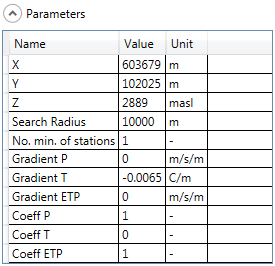 Parameters
Name Value Unit
X 603679 m
Y 102025 m
Z 2889 masl
Search Radius 10000 m
No. min. of stations 1 -
Gradient P 0 m/s/m
Gradient T -0.0065 C/m
Gradient ETP 0 m/s/m
Coeff P 1 -
Coeff T 0 -
Coeff ETP 1 -